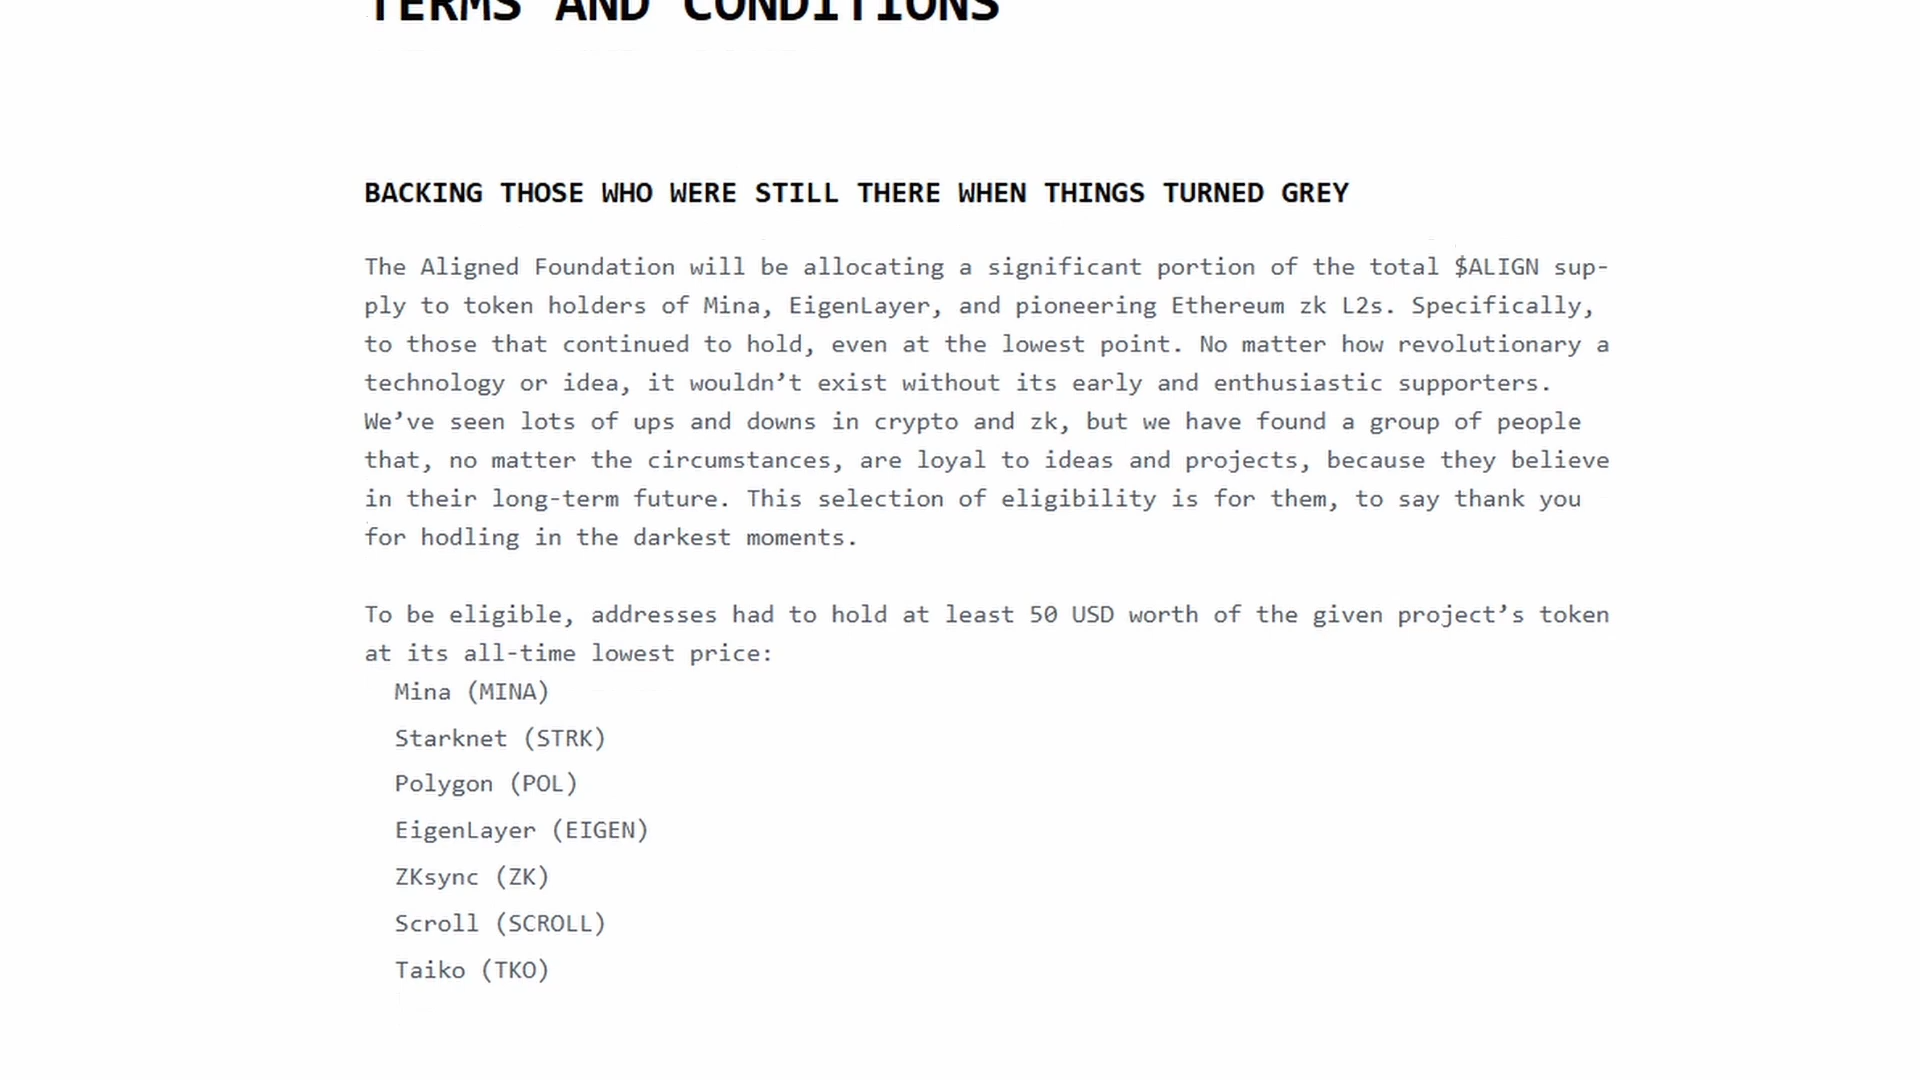 TERMS AND CONDITIONS
BACKING THOSE WHO WERE STILL THERE WHEN THINGS TURNED GREY
The Aligned Foundation will be allocating a significant portion of the total $ALIGN sup-
ply to token holders of Mina, EigenLayer, and pioneering Ethereum zk L2s. Specifically,
to those that continued to hold, even at the lowest point. No matter how revolutionary a
technology or idea, it wouldn’t exist without its early and enthusiastic supporters.
We’ve seen lots of ups and downs in crypto and zk, but we have found a group of people
that, no matter the circumstances, are loyal to ideas and projects, because they believe
in their long-term future. This selection of eligibility is for them, to say thank you
for hodling in the darkest moments.
To be eligible, addresses had to hold at least 50 USD worth of the given project’s token
at its all-time lowest price:
Mina (MINA)
Starknet (STRK)
Polygon (POL)
EigenLayer (EIGEN)
ZKsync (ZK)
Scroll (SCROLL)
Taiko (TKO)